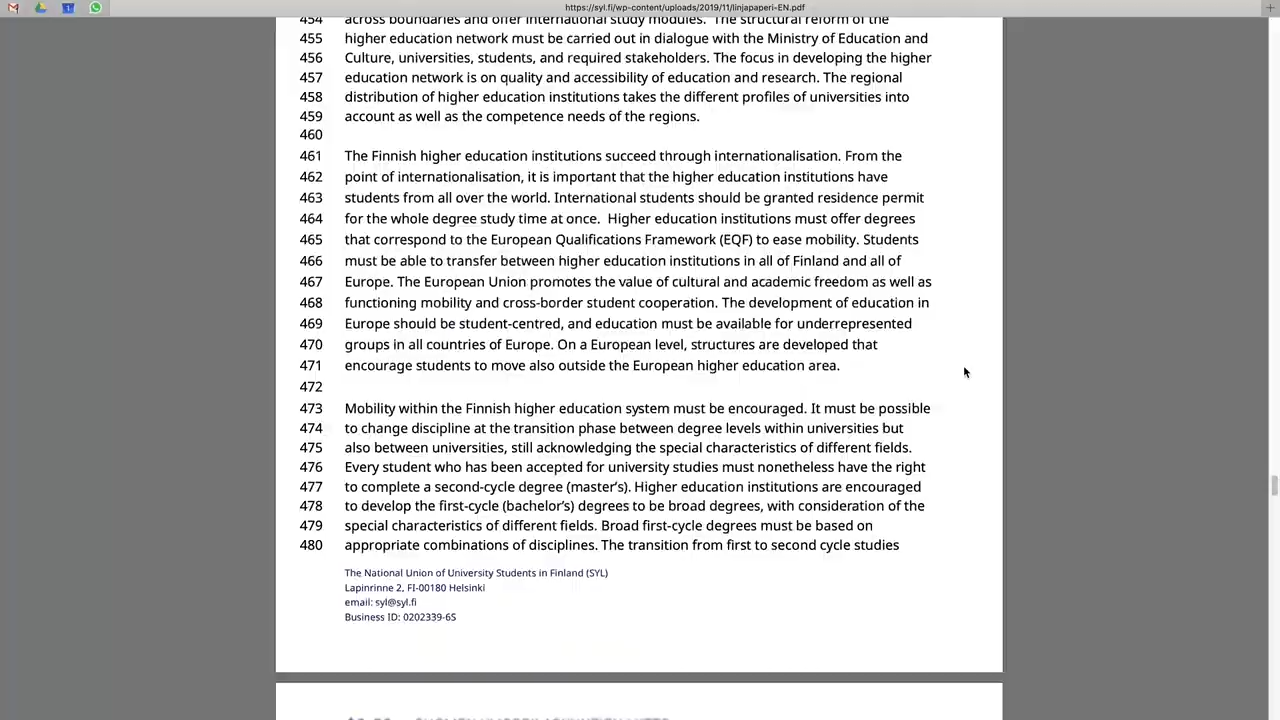 https://syl.fi/wp-content/uploads/2019/11/linjapaperi-EN.pdf
454 across boundaries and offer international study modules. The structural reform of the
455 higher education network must be carried out in dialogue with the Ministry of Education and
456 Culture, universities, students, and required stakeholders. The focus in developing the higher
457 education network is on quality and accessibility of education and research. The regional
458 distribution of higher education institutions takes the different profiles of universities into
459 account as well as the competence needs of the regions.
460
461 The Finnish higher education institutions succeed through internationalisation. From the
462 point of internationalisation, it is important that the higher education institutions have
463 students from all over the world. International students should be granted residence permit
464 for the whole degree study time at once. Higher education institutions must offer degrees
465 that correspond to the European Qualifications Framework (EQF) to ease mobility. Students
466 must be able to transfer between higher education institutions in all of Finland and all of
467 Europe. The European Union promotes the value of cultural and academic freedom as well as
468 functioning mobility and cross-border student cooperation. The development of education in
469 Europe should be student-centred, and education must be available for underrepresented
470 groups in all countries of Europe. On a European level, structures are developed that
471 encourage students to move also outside the European higher education area.
472
473 Mobility within the Finnish higher education system must be encouraged. It must be possible
474 to change discipline at the transition phase between degree levels within universities but
475 also between universities, still acknowledging the special characteristics of different fields.
476 Every student who has been accepted for university studies must nonetheless have the right
477 to complete a second-cycle degree (master’s). Higher education institutions are encouraged
478 to develop the first-cycle (bachelor’s) degrees to be broad degrees, with consideration of the
479 special characteristics of different fields. Broad first-cycle degrees must be based on
480 appropriate combinations of disciplines. The transition from first to second cycle studies
The National Union of University Students in Finland (SYL)
Lapinrinne 2, FI-00180 Helsinki
email: syl@syl.fi
Business ID: 0202339-6S